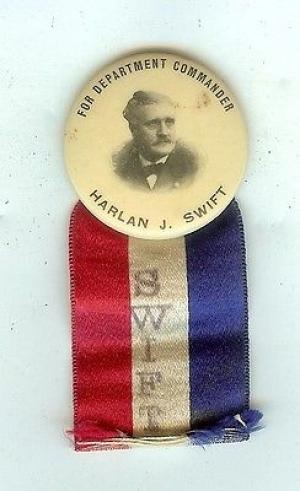 FOR DEPARTMENT COMMANDER
HARLAN J. SWIFT
SWIFT